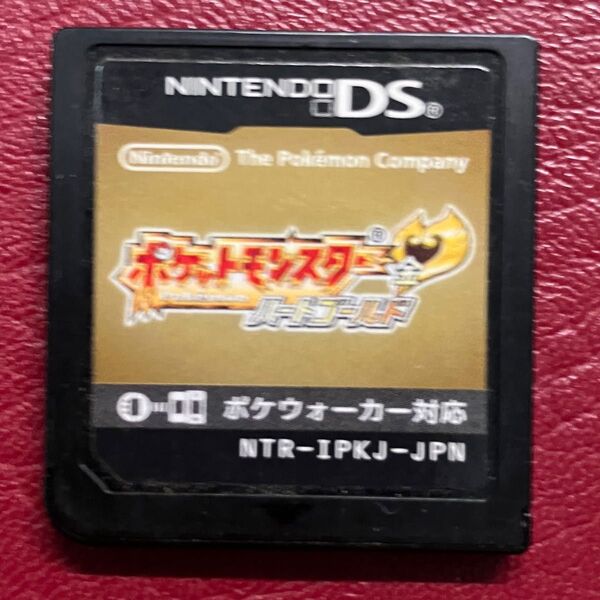 NINTENDO DS®
Nintendo The Pokémon Company
ポケットモンスター®
金
ハートゴールド
ポケウォーカー対応
NTR-IPKJ-JPN